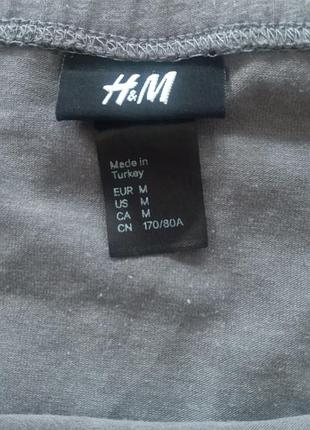 H&M
Made in
Turkey
EUR M
US M
CA M
CN 170/80A